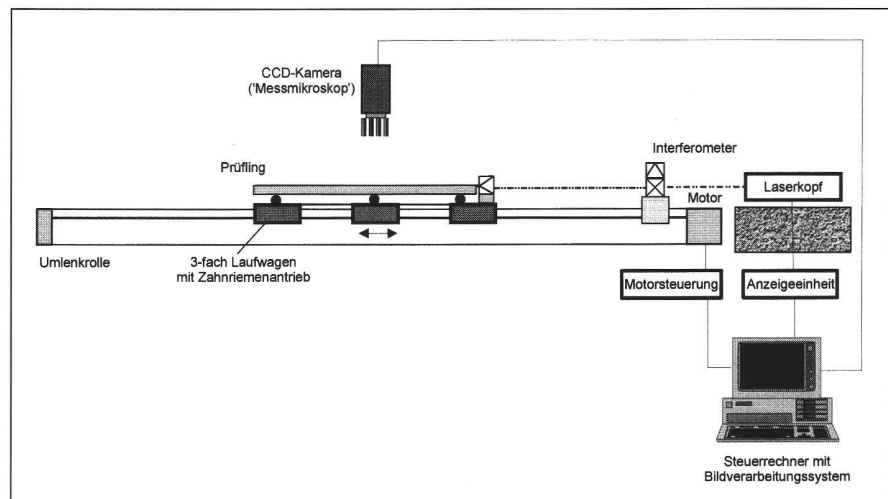 CCD-Kamera
('Messmikroskop')
Prüfling
Interferometer
Laserkopf
Motor
Umlenkrolle
3-fach Laufwagen
mit Zahnriemenantrieb
Motorsteuerung
Anzeigeeinheit
Steuerrechner mit
Bildverarbeitungssystem